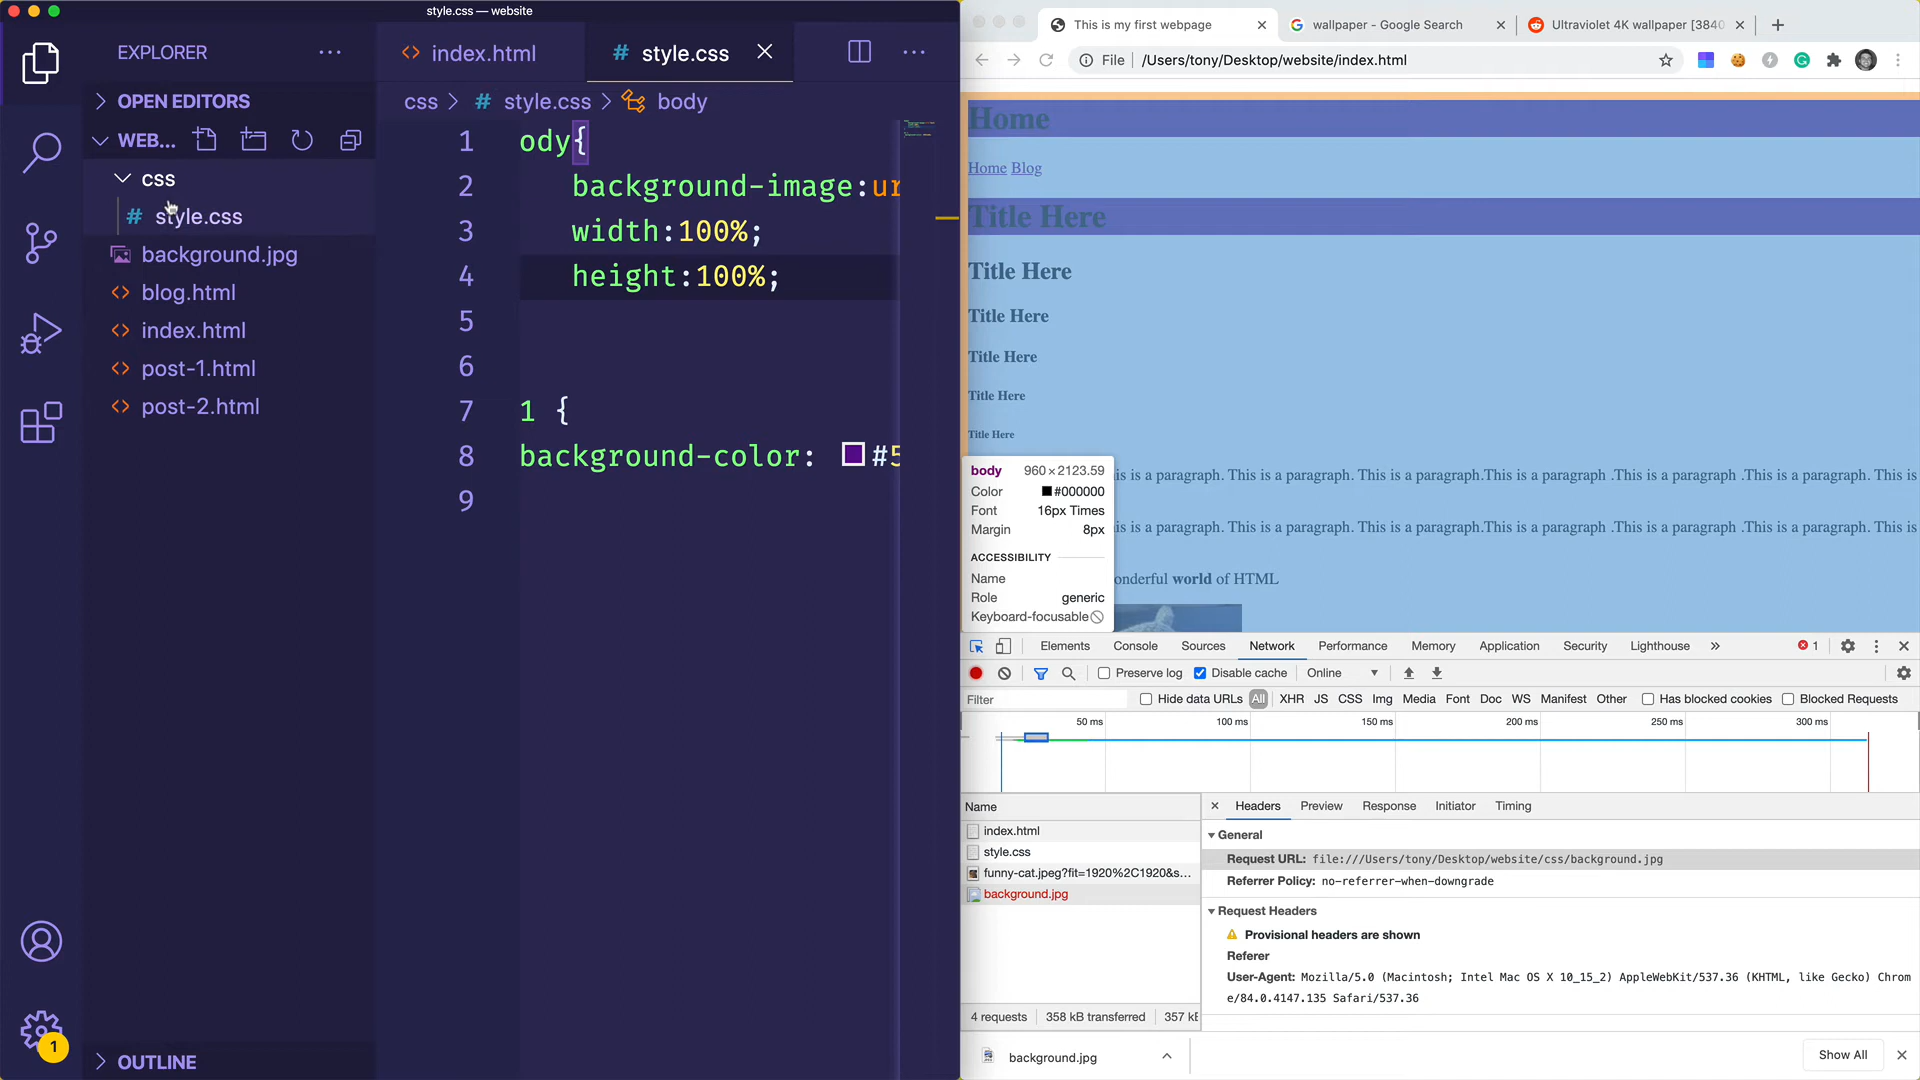 style.css — website
EXPLORER
OPEN EDITORS
WEB...
css
# style.css
background.jpg
<> blog.html
<> index.html
<> post-1.html
<> post-2.html
OUTLINE
1
<> index.html
# style.css
css > # style.css > body
1 ody{
2 background-image:ur
3 width:100%;
4 height:100%;
5
6
7 1 {
8 background-color: #5
9
This is my first webpage
wallpaper - Google Search
Ultraviolet 4K wallpaper [3840
File | /Users/tony/Desktop/website/index.html
Home
Home Blog
Title Here
Title Here
Title Here
Title Here
Title Here
Title Here
is is a paragraph. This is a paragraph. This is a paragraph.This is a paragraph .This is a paragraph. This is
is is a paragraph. This is a paragraph. This is a paragraph.This is a paragraph .This is a paragraph. This is
onderful world of HTML
body 960×2123.59
Color #000000
Font 16px Times
Margin 8px
ACCESSIBILITY
Name
Role generic
Keyboard-focusable
Elements Console Sources Network Performance Memory Application Security Lighthouse » 1
Preserve log Disable cache Online
Filter Hide data URLs All XHR JS CSS Img Media Font Doc WS Manifest Other Has blocked cookies Blocked Requests
50 ms 100 ms 150 ms 200 ms 250 ms 300 ms
Name
index.html
style.css
funny-cat.jpeg?fit=1920%2C1920&s...
background.jpg
4 requests 358 kB transferred 357 kE
Headers Preview Response Initiator Timing
General
Request URL: file:///Users/tony/Desktop/website/css/background.jpg
Referrer Policy: no-referrer-when-downgrade
Request Headers
Provisional headers are shown
Referer
User-Agent: Mozilla/5.0 (Macintosh; Intel Mac OS X 10_15_2) AppleWebKit/537.36 (KHTML, like Gecko) Chrom
e/84.0.4147.135 Safari/537.36
background.jpg
Show All